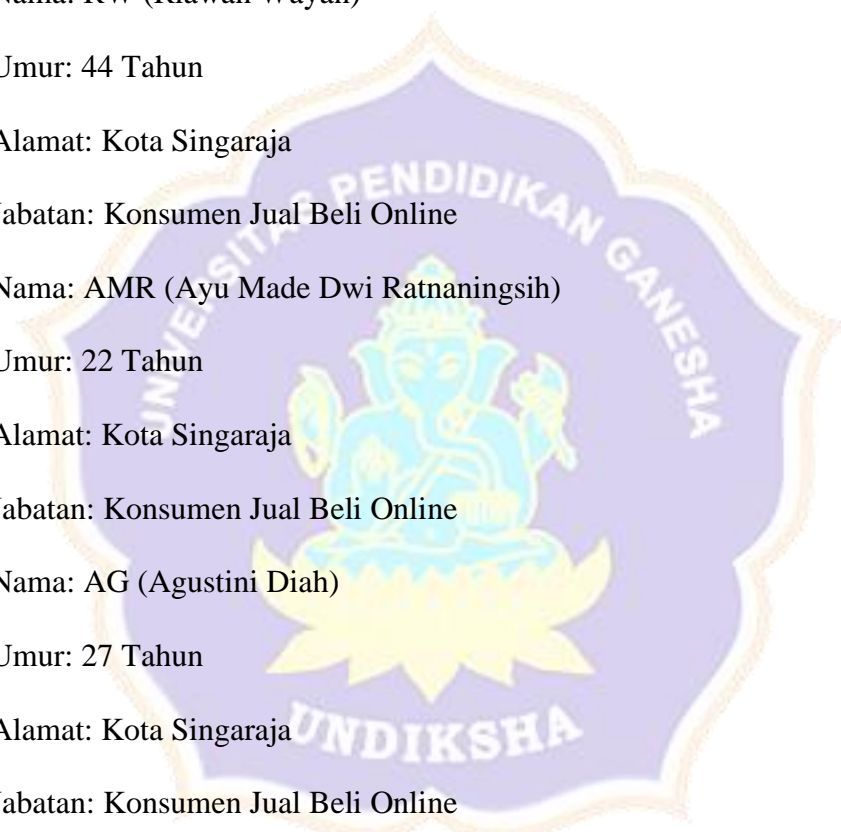 Umur: 44 Tahun
Alamat: Kota Singaraja
Jabatan: Konsumen Jual Beli Online
Nama: AMR (Ayu Made Dwi Ratnaningsih)
Umur: 22 Tahun
Alamat: Kota Singaraja
Jabatan: Konsumen Jual Beli Online
Nama: AG (Agustini Diah)
Umur: 27 Tahun
Alamat: Kota Singaraja
Jabatan: Konsumen Jual Beli Online
UNIVERSITAS PENDIDIKAN GANESHA
UNDIKSHA